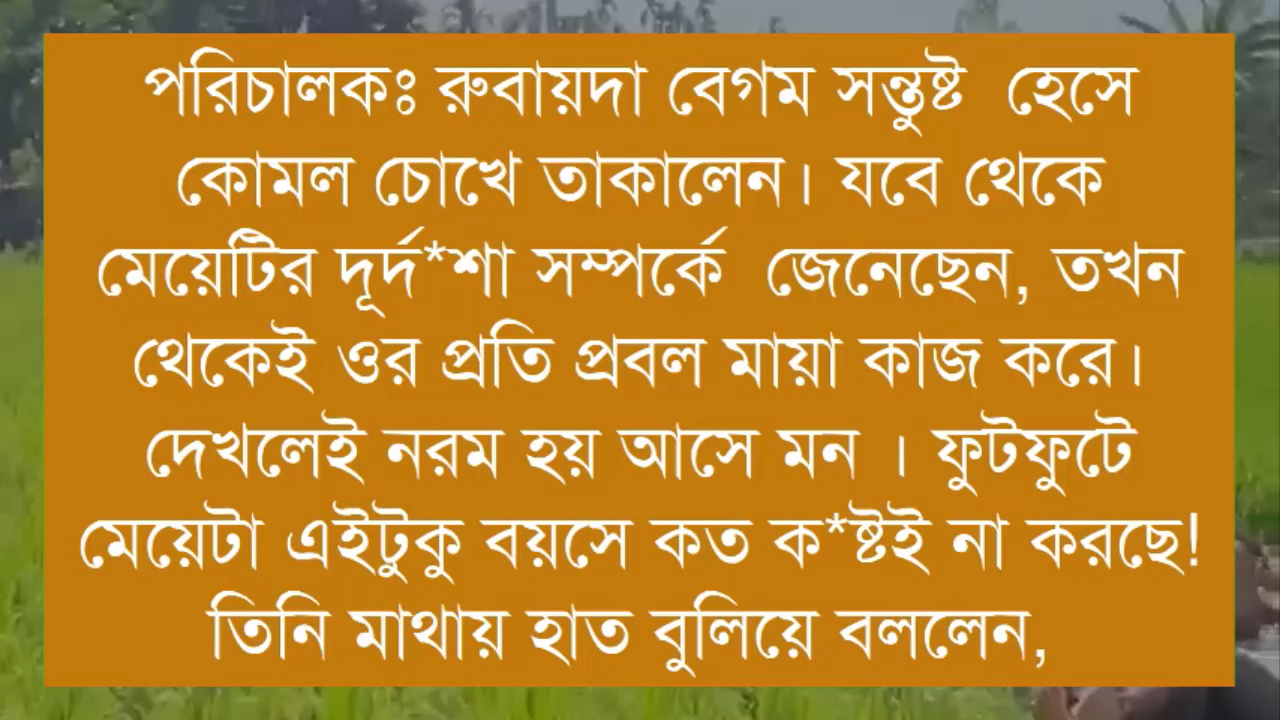 পরিচালকঃ রুবায়দা বেগম সন্তুষ্ট হেসে
কোমল চোখে তাকালেন। যবে থেকে
মেয়েটির দূর্দ*শা সম্পর্কে জেনেছেন, তখন
থেকেই ওর প্রতি প্রবল মায়া কাজ করে।
দেখলেই নরম হয় আসে মন । ফুটফুটে
মেয়েটা এইটুকু বয়সে কত ক*ষ্টই না করছে!
তিনি মাথায় হাত বুলিয়ে বললেন,